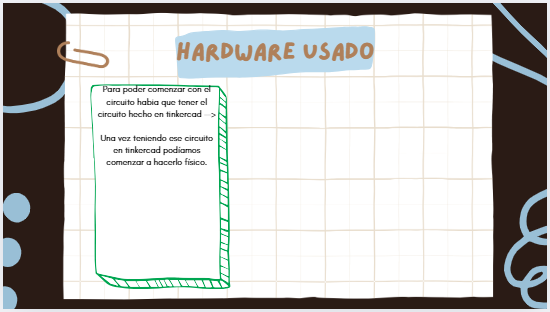 HARDWARE USADO
Para poder comenzar con el
circuito habia que tener el
circuito hecho en tinkercad --->
Una vez teniendo ese circuito
en tinkercad podíamos
comenzar a hacerlo físico.